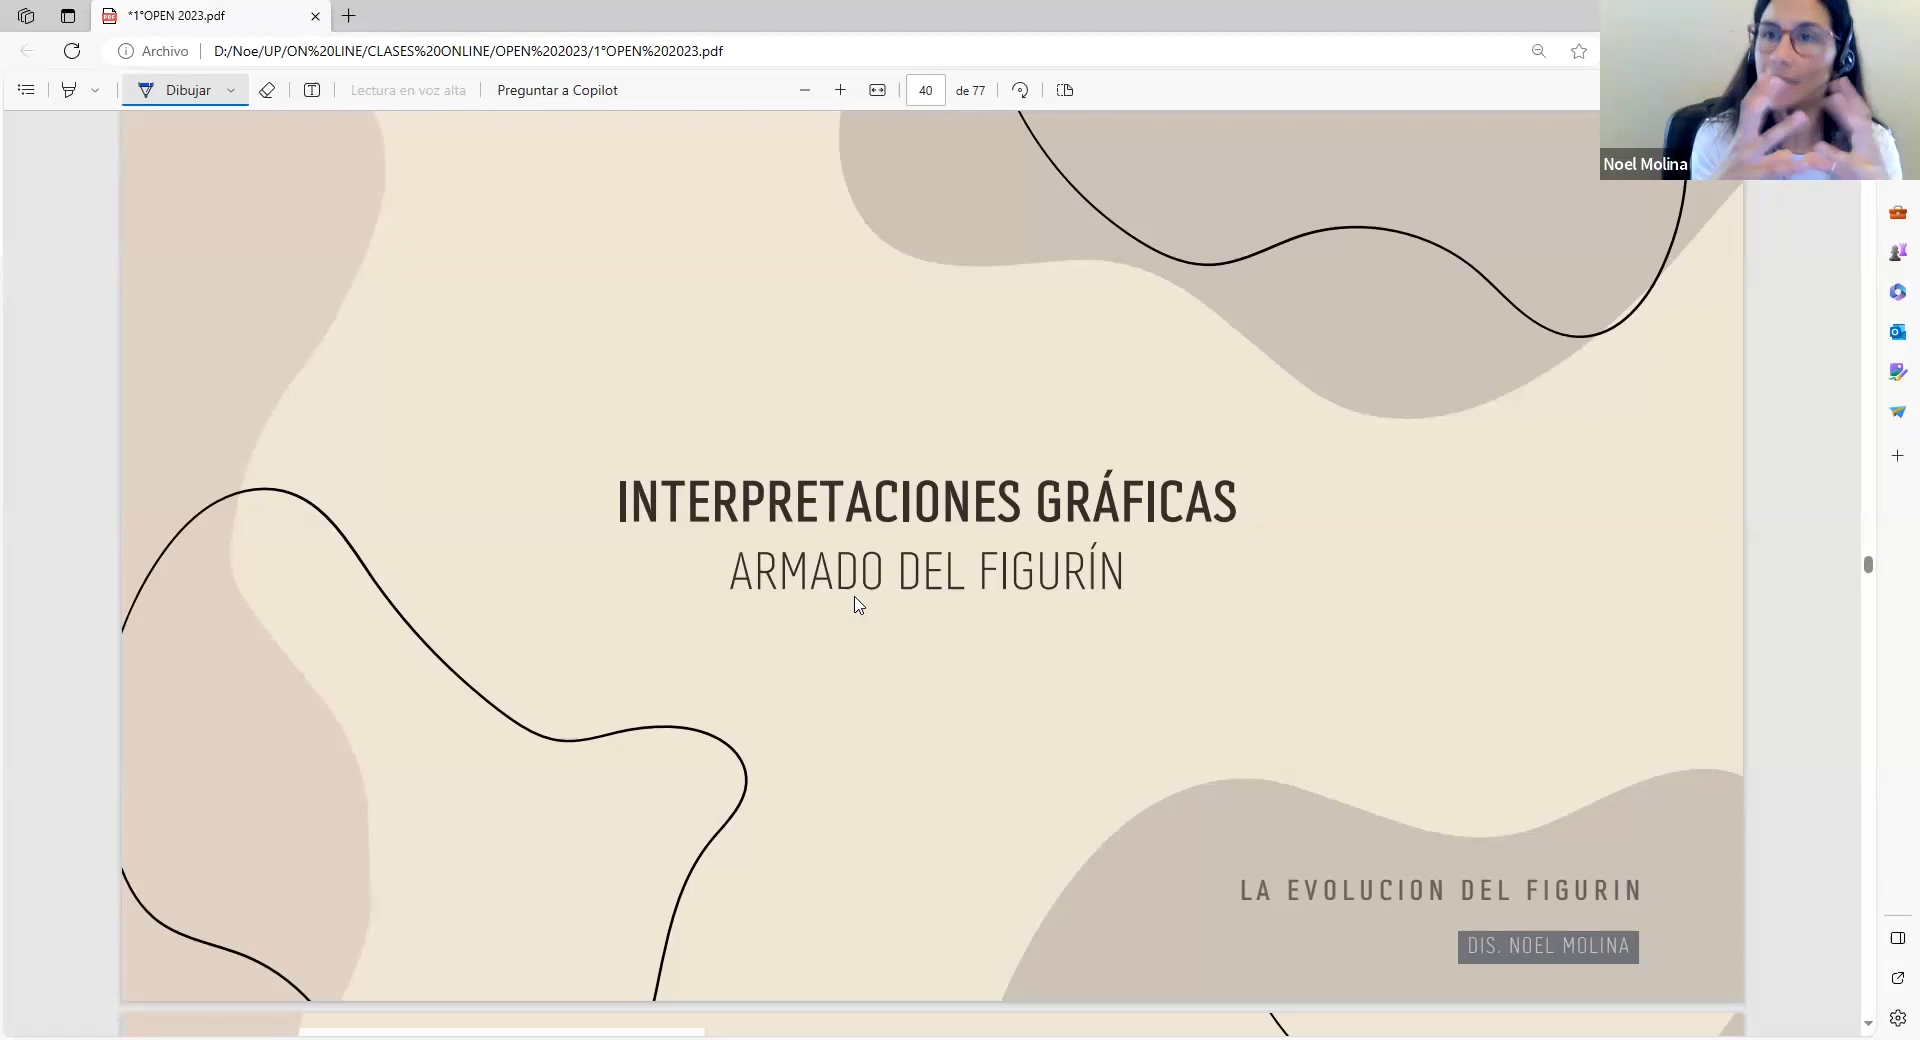 *1°OPEN 2023.pdf
Archivo
D:/Noe/UP/ON%20LINE/CLASES%20ONLINE/OPEN%202023/1°OPEN%202023.pdf
Dibujar
Lectura en voz alta
Preguntar a Copilot
40
de 77
Noel Molina
INTERPRETACIONES GRÁFICAS
ARMADO DEL FIGURÍN
LA EVOLUCION DEL FIGURIN
DIS. NOEL MOLINA